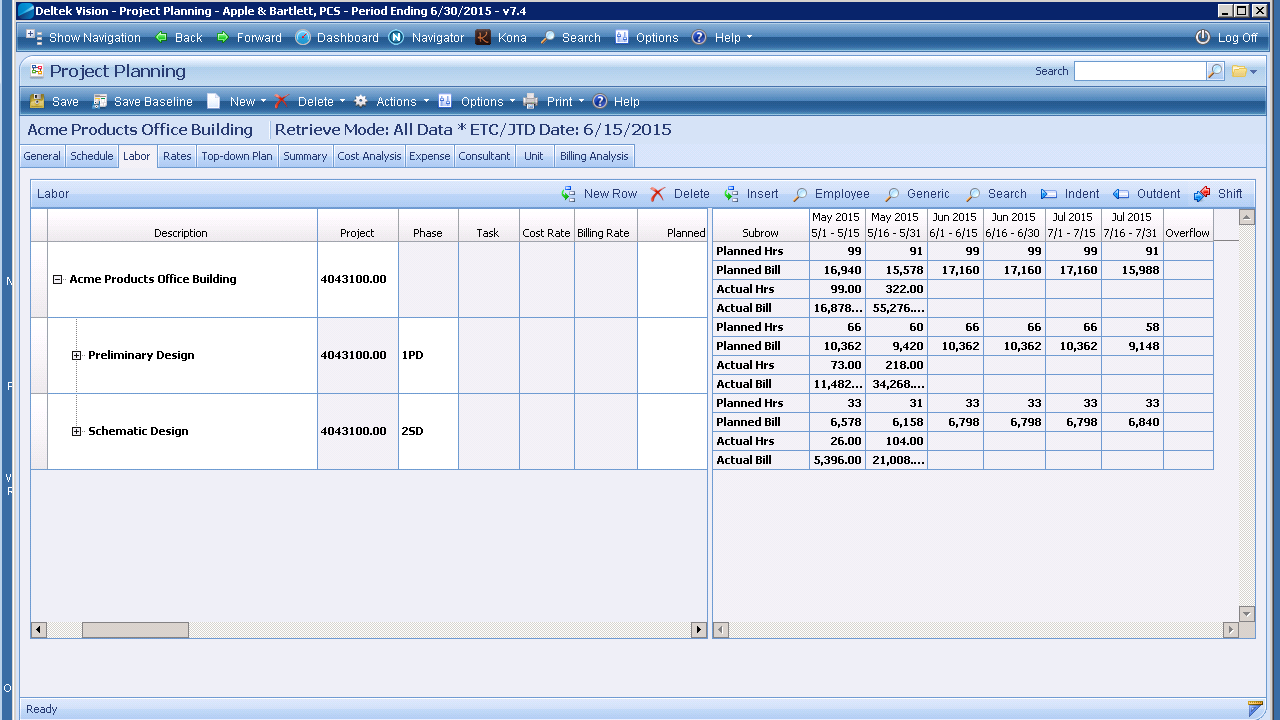 Deltek Vision - Project Planning - Apple & Bartlett, PCS - Period Ending 6/30/2015 - v7.4
Show Navigation Back Forward Dashboard Navigator Kona Search Options Help Log Off
Project Planning Search
Save Save Baseline New Delete Actions Options Print Help
Acme Products Office Building Retrieve Mode: All Data * ETC/JTD Date: 6/15/2015
General Schedule Labor Rates Top-down Plan Summary Cost Analysis Expense Consultant Unit Billing Analysis
Labor New Row Delete Insert Employee Generic Search Indent Outdent Shift
May 2015 May 2015 Jun 2015 Jun 2015 Jul 2015 Jul 2015
Description Project Phase Task Cost Rate Billing Rate Planned Subrow 5/1 - 5/15 5/16 - 5/31 6/1 - 6/15 6/16 - 6/30 7/1 - 7/15 7/16 - 7/31 Overflow
Planned Hrs 99 91 99 99 99 91
Planned Bill 16,940 15,578 17,160 17,160 17,160 15,988
Acme Products Office Building 4043100.00
Actual Hrs 99.00 322.00
Actual Bill 16,878... 55,276....
Planned Hrs 66 60 66 66 66 58
Planned Bill 10,362 9,420 10,362 10,362 10,362 9,148
Preliminary Design 4043100.00 1PD
Actual Hrs 73.00 218.00
Actual Bill 11,482... 34,268....
Planned Hrs 33 31 33 33 33 33
Planned Bill 6,578 6,158 6,798 6,798 6,798 6,840
Schematic Design 4043100.00 2SD
Actual Hrs 26.00 104.00
Actual Bill 5,396.00 21,008....
Ready